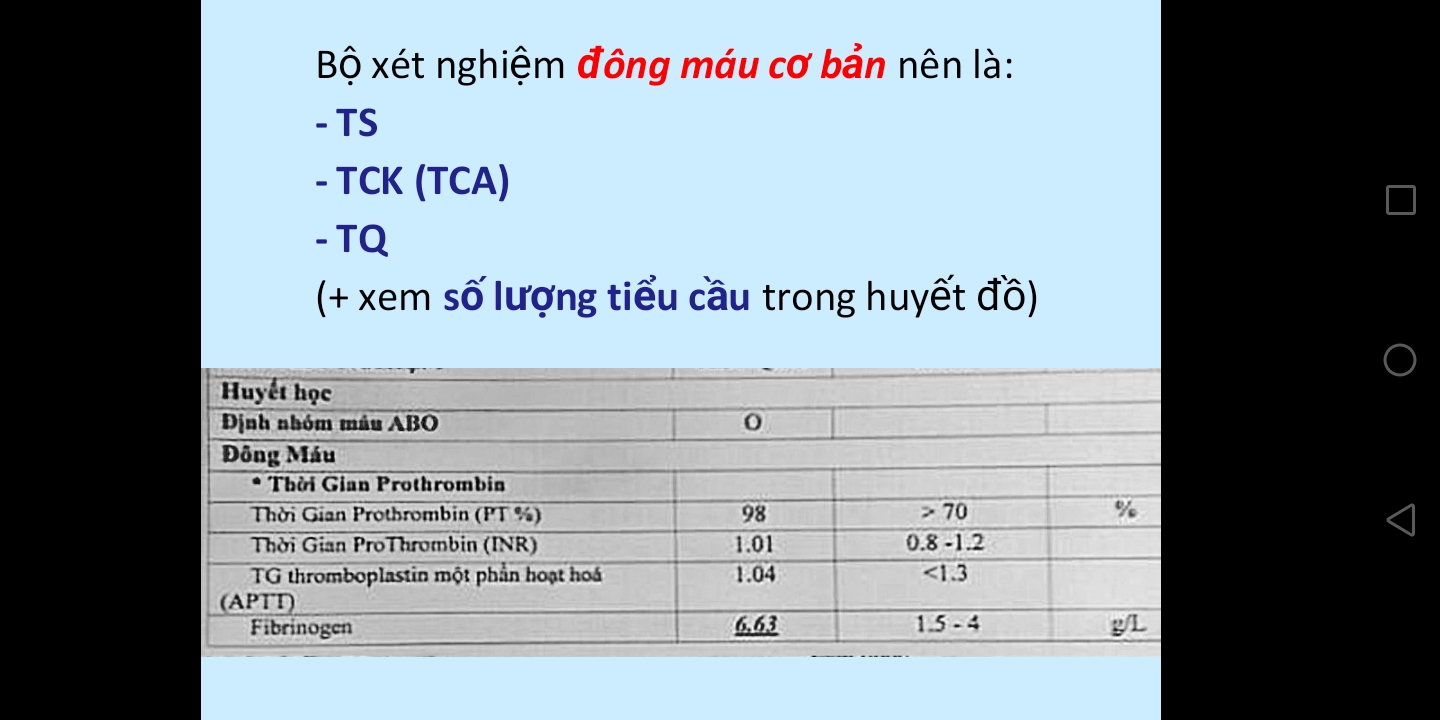 Bộ xét nghiệm đông máu cơ bản nên là:
- TS
- TCK (TCA)
- TQ
(+ xem số lượng tiểu cầu trong huyết đồ)
Huyết học
Định nhóm máu ABO O
Đông Máu
* Thời Gian Prothrombin
Thời Gian Prothrombin (PT %) 98 > 70 %
Thời Gian ProThrombin (INR) 1.01 0.8 -1.2
TG thromboplastin một phần hoạt hoá 1.04 <1.3
(APTT)
Fibrinogen 6.63 1.5 - 4 g/L